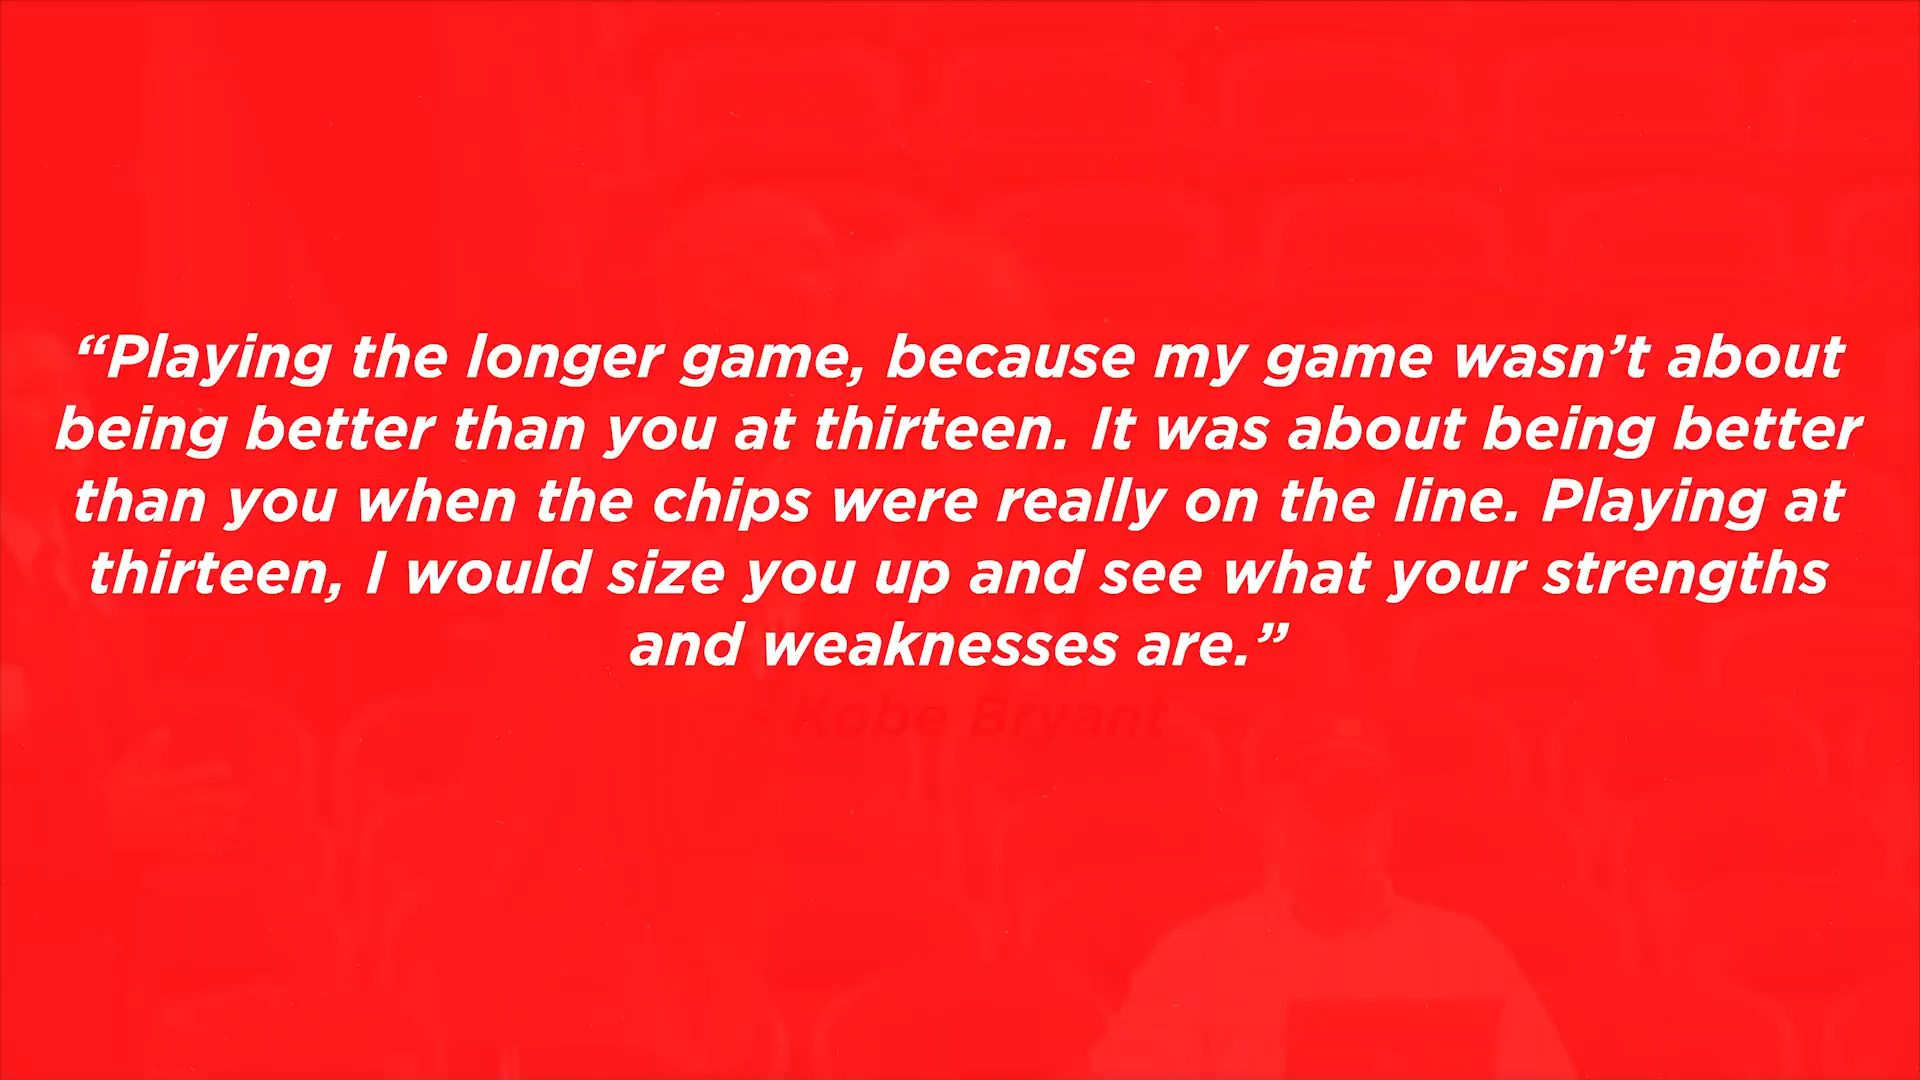 “Playing the longer game, because my game wasn’t about
being better than you at thirteen. It was about being better
than you when the chips were really on the line. Playing at
thirteen, I would size you up and see what your strengths
and weaknesses are.”
Kobe Bryant